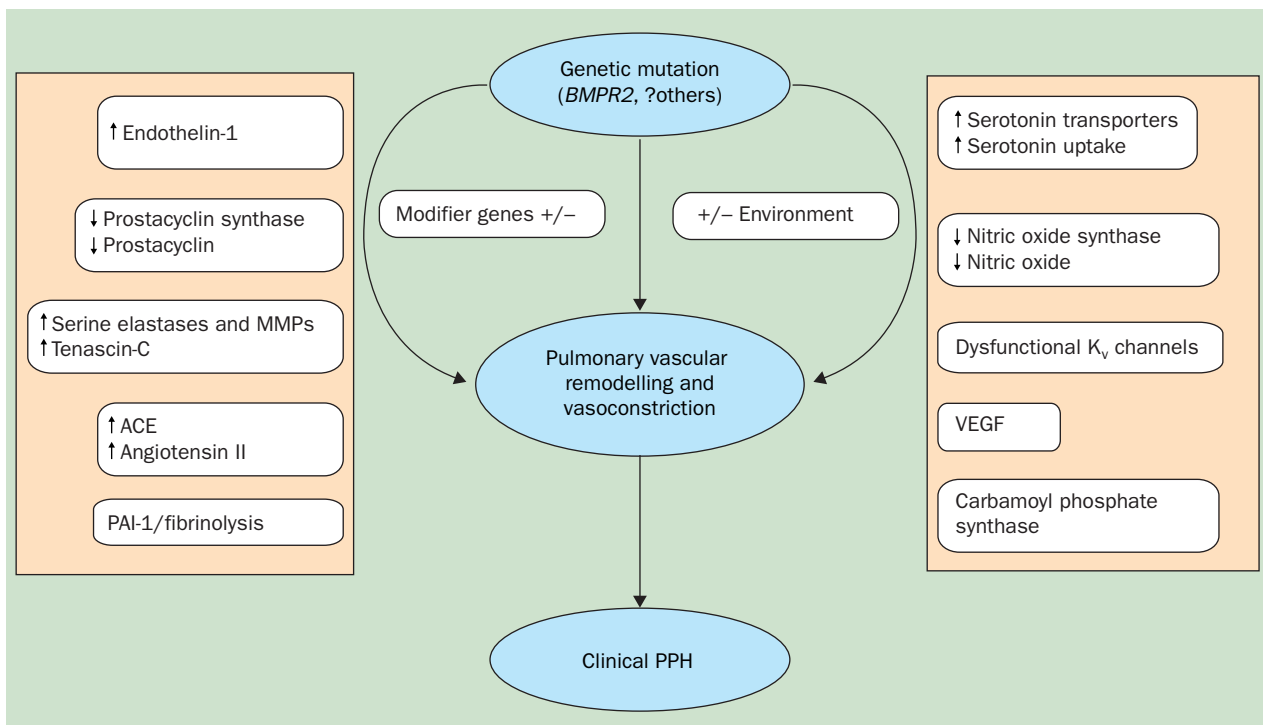 Genetic mutation
(BMPR2, ?others)
↑ Endothelin-1
↓ Prostacyclin synthase
↓ Prostacyclin
↑ Serine elastases and MMPs
↑ Tenascin-C
↑ ACE
↑ Angiotensin II
PAI-1/fibrinolysis
Modifier genes +/–
+/– Environment
Pulmonary vascular
remodelling and
vasoconstriction
Clinical PPH
↑ Serotonin transporters
↑ Serotonin uptake
↓ Nitric oxide synthase
↓ Nitric oxide
Dysfunctional Kv channels
VEGF
Carbamoyl phosphate
synthase